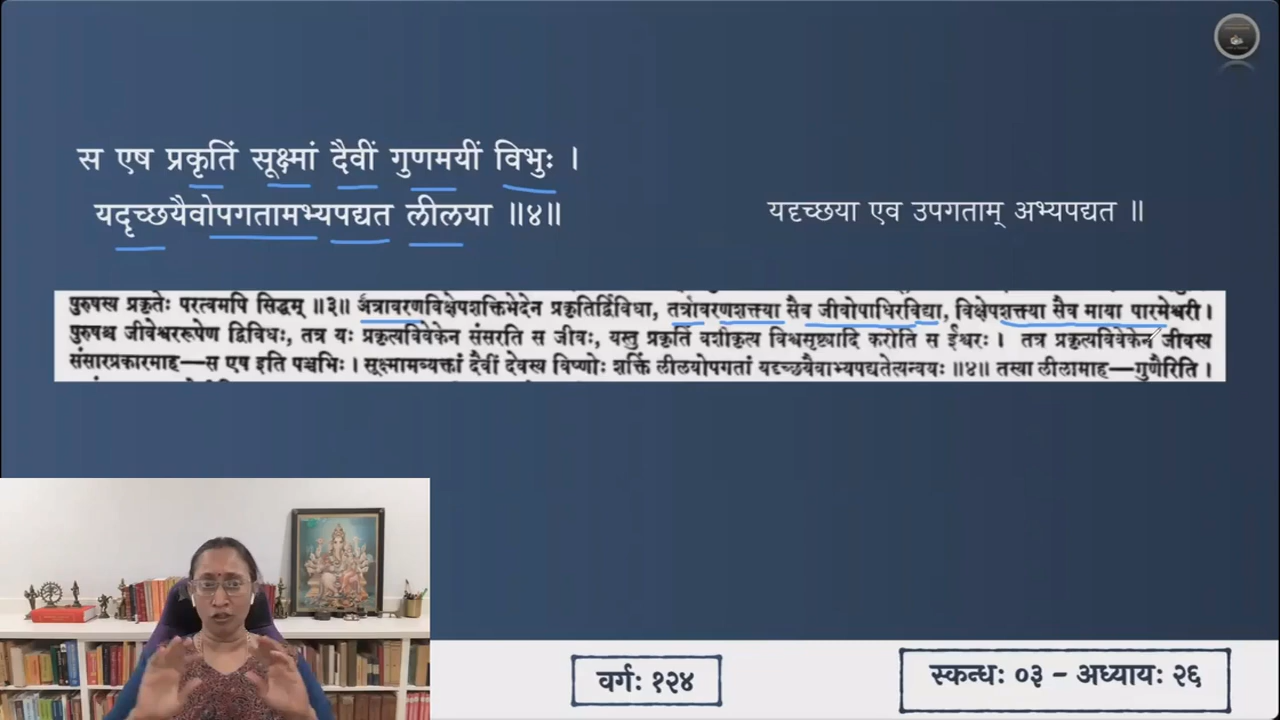 स एष प्रकृतिं सूक्ष्मां दैवीं गुणमयीं विभुः ।
यदृच्छयैवोपगतामभ्यपद्यत लीलया ॥४॥
यदृच्छया एव उपगताम् अभ्यपद्यत ॥
पुरुषस्य प्रकृतेः परत्वमपि सिद्धम् ॥३॥ अत्रावरणविक्षेपशक्तिभेदेन प्रकृतिर्द्विविधा, तत्रावरणशक्त्या सैव जीवोपाधिरविद्या, विक्षेपशक्त्या सैव माया पारमेश्वरी।
पुरुषश्च जीवेश्वररूपेण द्विविधः, तत्र यः प्रकृत्यविवेकेन संसरति स जीवः, यस्तु प्रकृतिं वशीकृत्य विश्वसृष्ट्यादि करोति स ईश्वरः । तत्र प्रकृत्यविवेकेन जीवस्य
संसारप्रकारमाह—स एष इति पञ्चभिः । सूक्ष्मामव्यक्तां दैवीं देवस्य विष्णोः शक्तिं लीलयोपगतां यदृच्छयैवाभ्यपद्यतेत्यन्वयः ॥४॥ तस्या लीलामाह—गुणैरिति ।
वर्गः १२४
स्कन्धः ०३ – अध्यायः २६